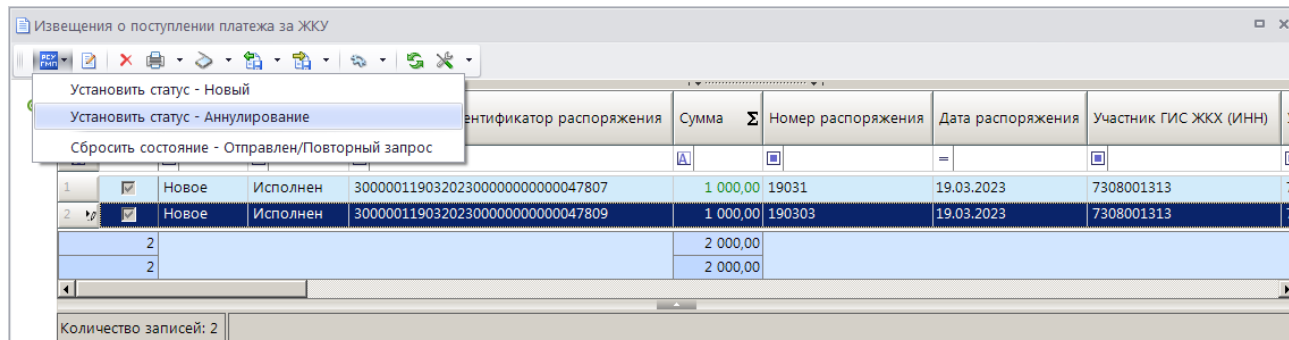 Извещения о поступлении платежа за ЖКУ
РСУ ГМП
Установить статус - Новый
Установить статус - Аннулирование
Сбросить состояние - Отправлен/Повторный запрос
ентификатор распоряжения Сумма Σ Номер распоряжения Дата распоряжения Участник ГИС ЖКХ (ИНН)
A =
1 Новое Исполнен 30000011903202300000000000047807 1 000,00 19031 19.03.2023 7308001313
2 Новое Исполнен 30000011903202300000000000047809 1 000,00 190303 19.03.2023 7308001313
2 2 000,00
2 2 000,00
Количество записей: 2